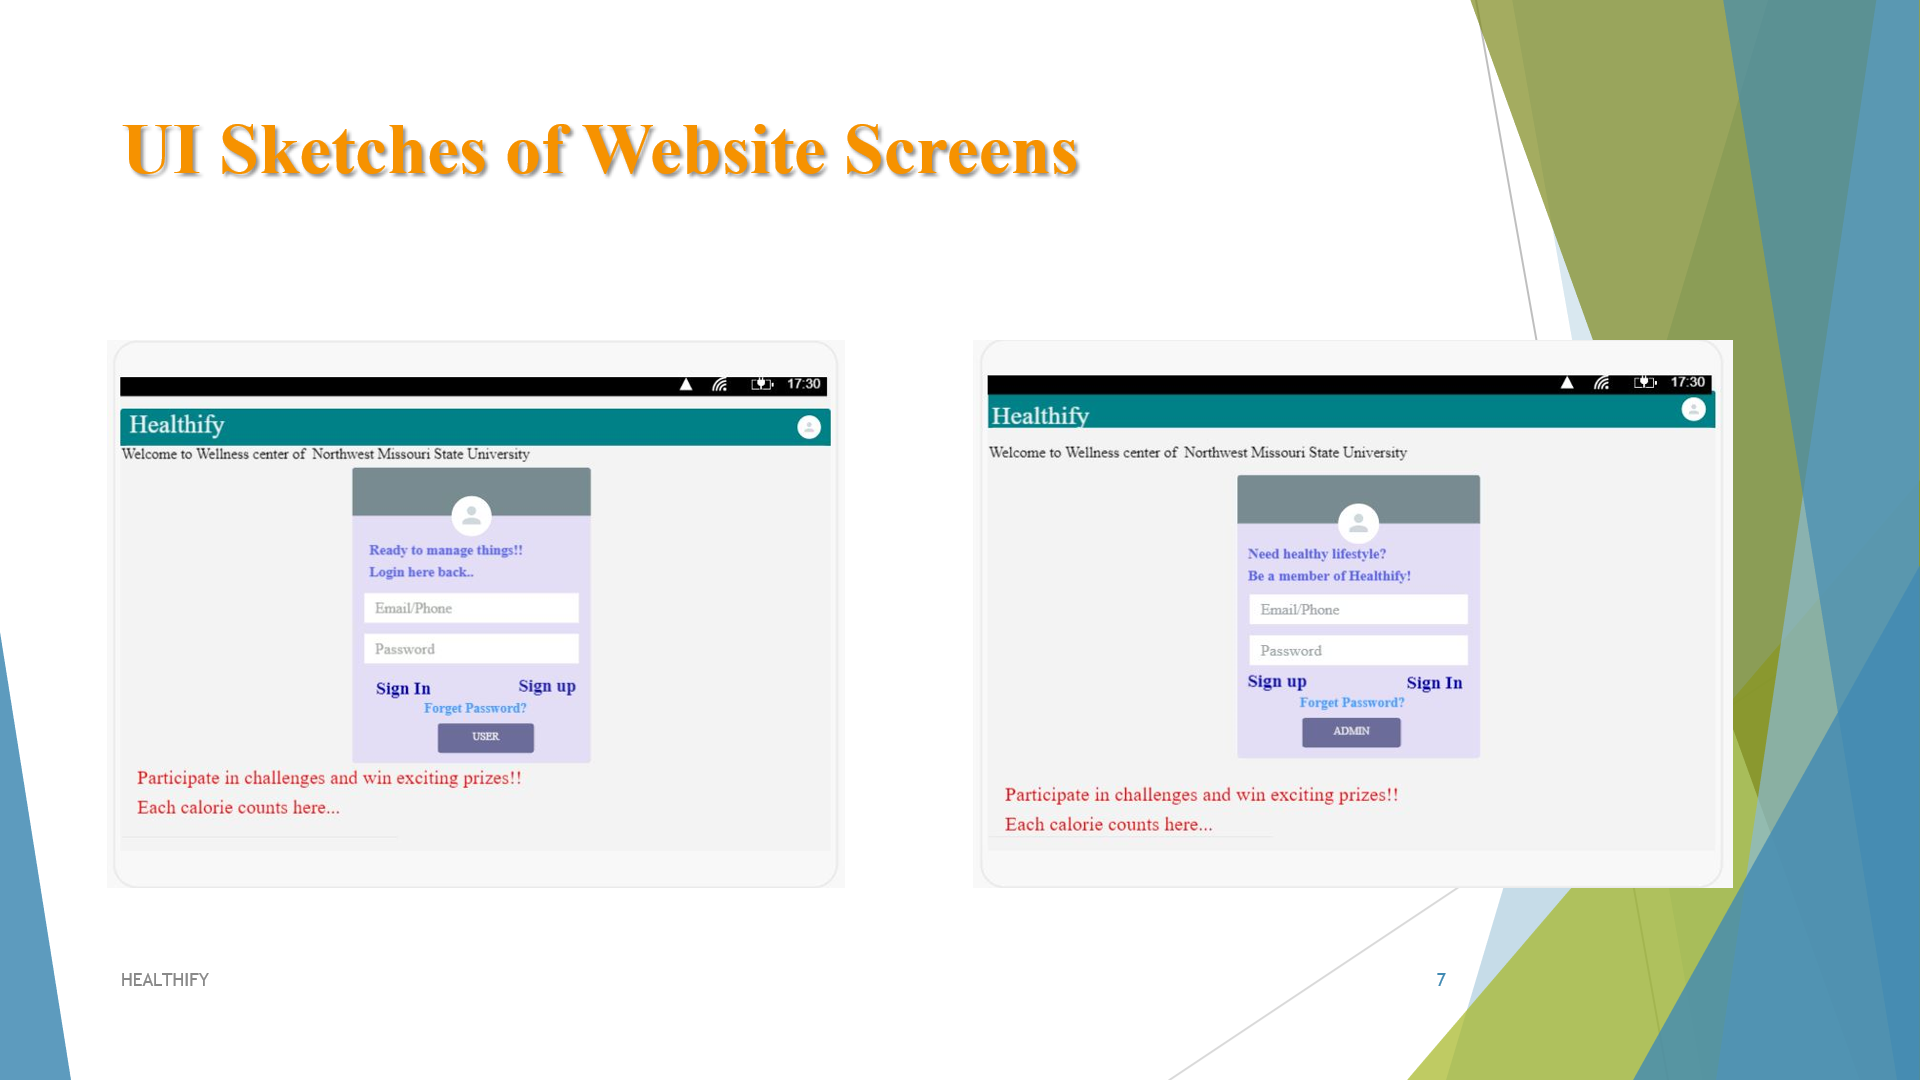 UI Sketches of Website Screens
17:30
Healthify
Welcome to Wellness center of Northwest Missouri State University
Ready to manage things!!
Login here back..
Email/Phone
Password
Sign In Sign up
Forget Password?
USER
Participate in challenges and win exciting prizes!!
Each calorie counts here...
17:30
Healthify
Welcome to Wellness center of Northwest Missouri State University
Need healthy lifestyle?
Be a member of Healthify!
Email/Phone
Password
Sign up Sign In
Forget Password?
ADMIN
Participate in challenges and win exciting prizes!!
Each calorie counts here...
HEALTHIFY 7